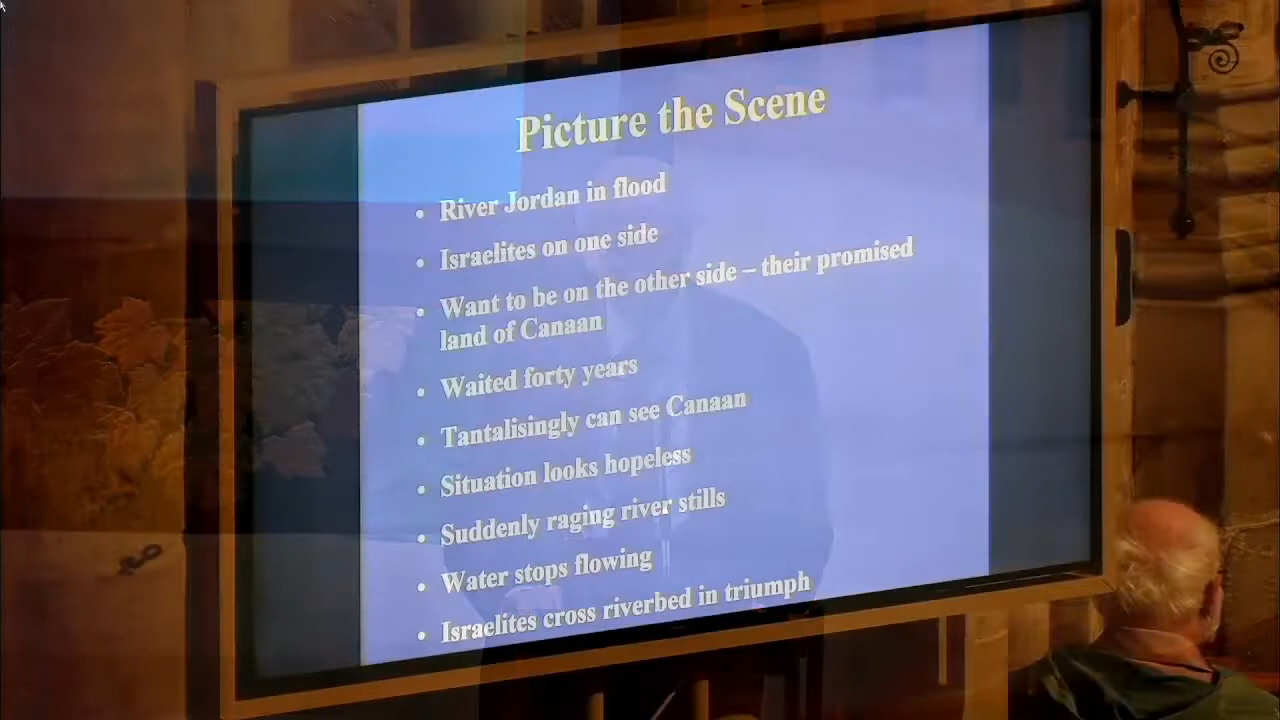 Picture the Scene
• River Jordan in flood
• Israelites on one side
• Want to be on the other side – their promised
land of Canaan
• Waited forty years
• Tantalisingly can see Canaan
• Situation looks hopeless
• Suddenly raging river stills
• Water stops flowing
• Israelites cross riverbed in triumph